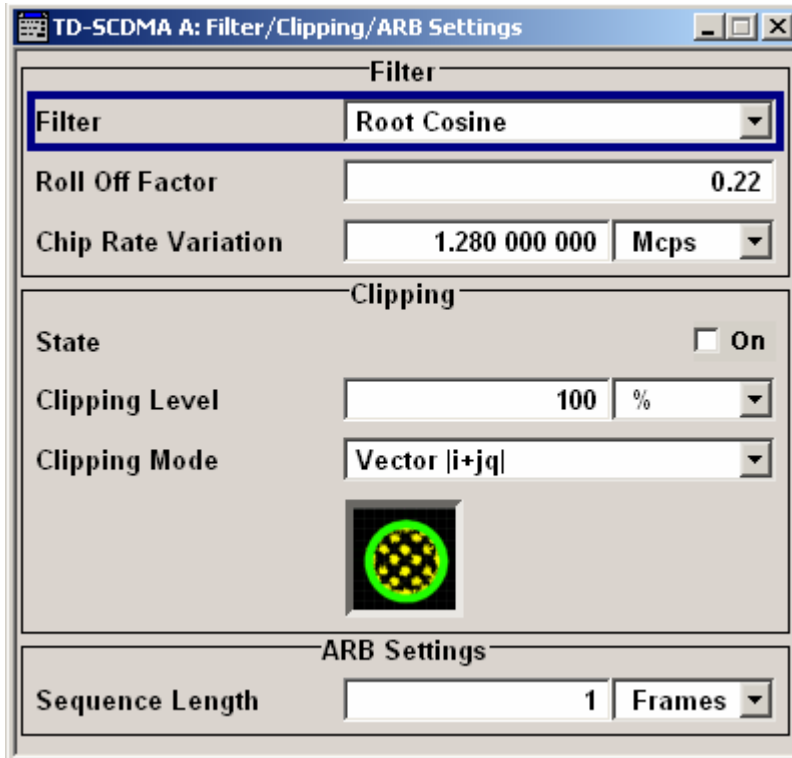 TD-SCDMA A: Filter/Clipping/ARB Settings
Filter
Filter Root Cosine
Roll Off Factor 0.22
Chip Rate Variation 1.280 000 000 Mcps
Clipping
State On
Clipping Level 100 %
Clipping Mode Vector |i+jq|
ARB Settings
Sequence Length 1 Frames